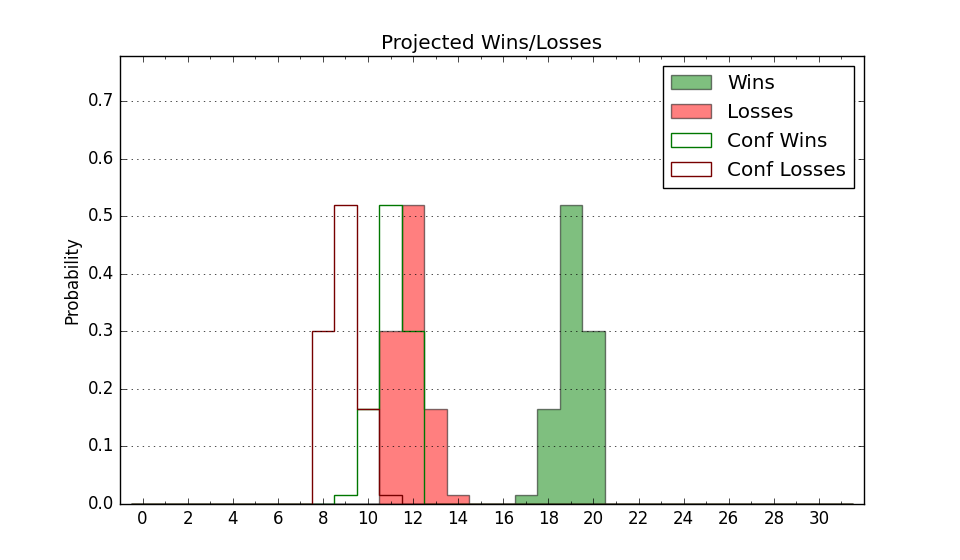 Projected Wins/Losses
Wins
Losses
Conf Wins
Conf Losses
Probability
0.7
0.6
0.5
0.4
0.3
0.2
0.1
0.0
0 2 4 6 8 10 12 14 16 18 20 22 24 26 28 30